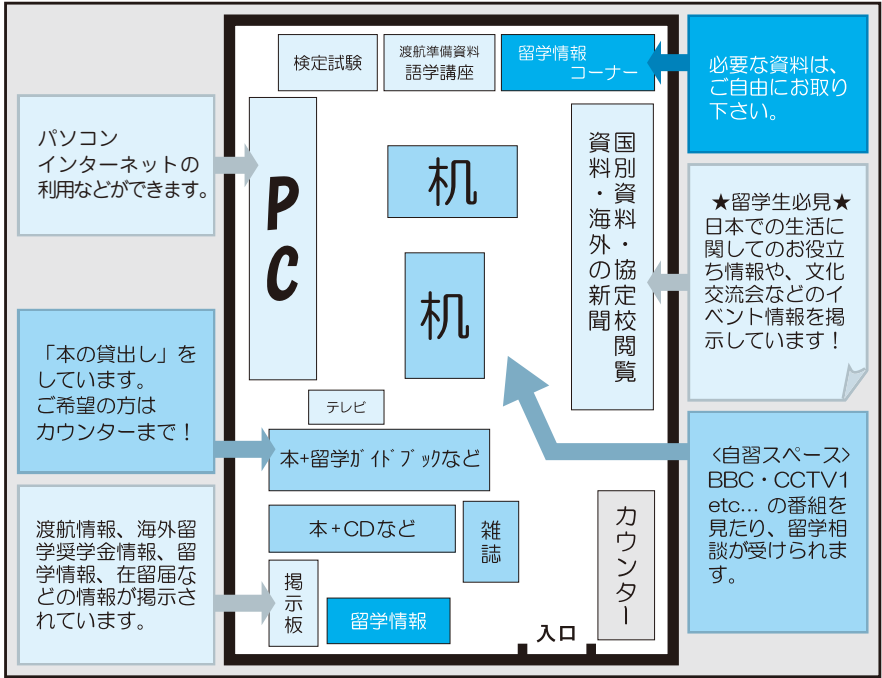 検定試験
渡航準備資料
語学講座
留学情報
コーナー
必要な資料は、
ご自由にお取り
下さい。
パソコン
インターネットの
利用などができます。
PC
机
机
国別資料・協定校閲覧
資料・海外の新聞
★留学生必見★
日本での生活に
関してのお役立
ち情報や、文化
交流会などのイ
ベント情報を掲
示しています！
「本の貸出し」を
しています。
ご希望の方は
カウンターまで！
テレビ
本+留学ｶﾞｲﾄﾞﾌﾞｯｸなど
本+CDなど
雑誌
〈自習スペース〉
BBC・CCTV1
etc... の番組を
見たり、留学相
談が受けられま
す。
渡航情報、海外留
学奨学金情報、留
学情報、在留届な
どの情報が掲示さ
れています。
掲示板
留学情報
カウンター
入口